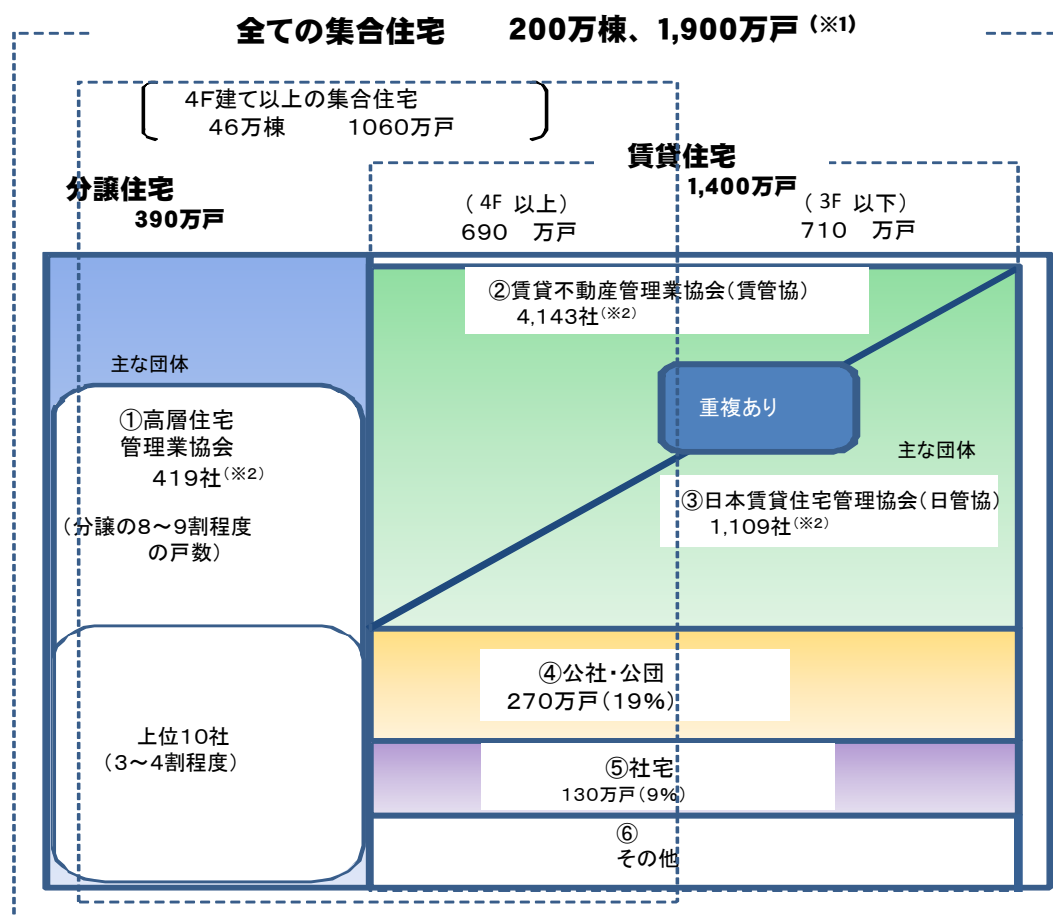 全ての集合住宅 200万棟、1,900万戸(※1)
4F建て以上の集合住宅
46万棟 1060万戸
賃貸住宅
1,400万戸
分譲住宅
390万戸
(4F 以上)
690 万戸
(3F 以下)
710 万戸
②賃貸不動産管理業協会(賃管協)
4,143社(※2)
主な団体
①高層住宅
管理業協会
419社(※2)
(分譲の8~9割程度
の戸数)
重複あり
主な団体
③日本賃貸住宅管理協会(日管協)
1,109社(※2)
④公社・公団
270万戸(19%)
上位10社
(3~4割程度)
⑤社宅
130万戸(9%)
⑥
その他